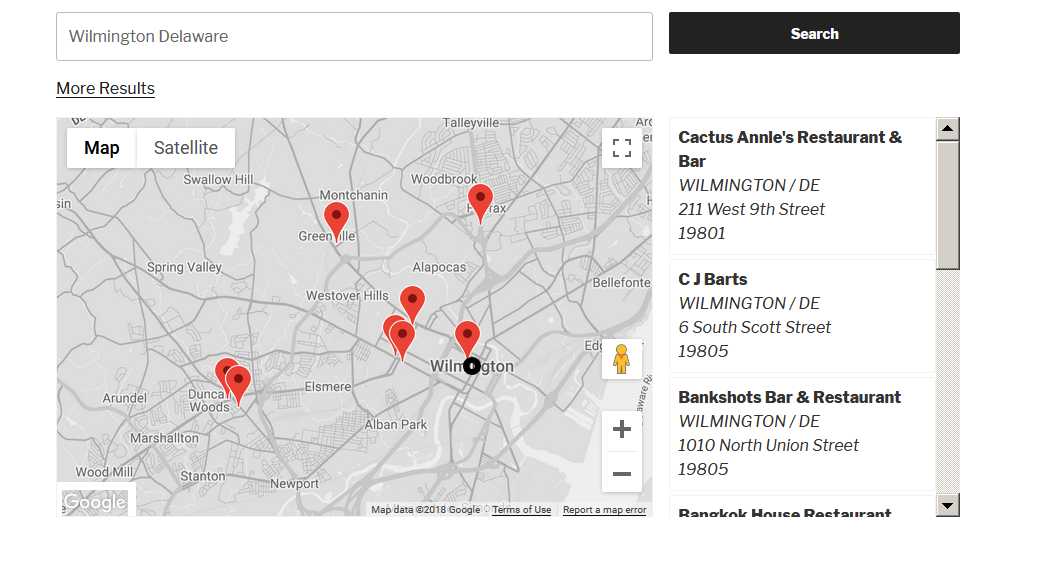 Wilmington Delaware
Search
More Results
Map
Satellite
Talleyville
Swallow Hill
Woodbrook
Montchanin
Greenville
Spring Valley
Alapocas
Bellefonte
Westover Hills
Wilmington
Elsmere
Arundel
Duncan
Woods
Alban Park
Marshallton
Wood Mill
Stanton
Newport
Google
Map data ©2018 Google
Terms of Use
Report a map error
Cactus Annie's Restaurant &
Bar
WILMINGTON / DE
211 West 9th Street
19801
C J Barts
WILMINGTON / DE
6 South Scott Street
19805
Bankshots Bar & Restaurant
WILMINGTON / DE
1010 North Union Street
19805
Bangkok House Restaurant